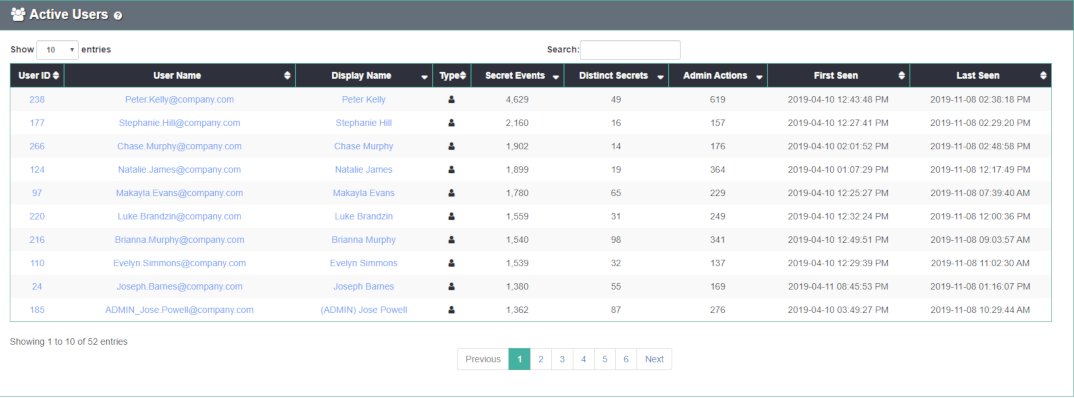 Active Users
Show 10 entries Search:
User ID User Name Display Name Type Secret Events Distinct Secrets Admin Actions First Seen Last Seen
238 Peter.Kelly@company.com Peter Kelly 4,629 49 619 2019-04-10 12:43:48 PM 2019-11-08 02:38:18 PM
177 Stephanie.Hill@company.com Stephanie Hill 2,160 16 157 2019-04-10 12:27:41 PM 2019-11-08 02:29:20 PM
266 Chase.Murphy@company.com Chase Murphy 1,902 14 176 2019-04-10 02:01:52 PM 2019-11-08 02:48:58 PM
124 Natalie.James@company.com Natalie James 1,899 19 364 2019-04-10 01:07:29 PM 2019-11-08 12:17:49 PM
97 Makayla.Evans@company.com Makayla Evans 1,780 65 229 2019-04-10 12:25:27 PM 2019-11-08 07:39:40 AM
220 Luke.Brandzin@company.com Luke Brandzin 1,559 31 249 2019-04-10 12:32:24 PM 2019-11-08 12:00:36 PM
216 Brianna.Murphy@company.com Brianna Murphy 1,540 98 341 2019-04-10 12:49:51 PM 2019-11-08 09:03:57 AM
110 Evelyn.Simmons@company.com Evelyn Simmons 1,539 32 137 2019-04-10 12:29:39 PM 2019-11-08 11:02:30 AM
24 Joseph.Barnes@company.com Joseph Barnes 1,380 55 169 2019-04-11 08:45:53 PM 2019-11-08 01:16:07 PM
185 ADMIN_Jose.Powell@company.com (ADMIN) Jose Powell 1,362 87 276 2019-04-10 03:49:27 PM 2019-11-08 10:29:44 AM
Showing 1 to 10 of 52 entries
Previous 1 2 3 4 5 6 Next